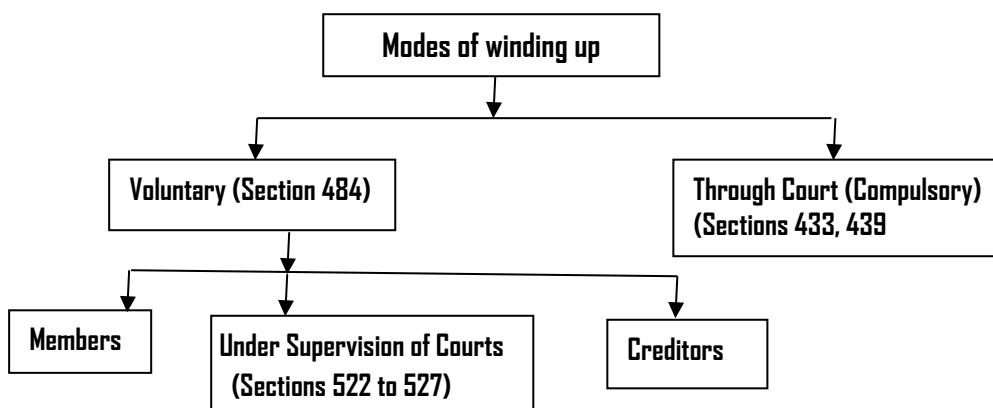 Modes of winding up
Voluntary (Section 484)
Through Court (Compulsory)
(Sections 433, 439
Members
Under Supervision of Courts
(Sections 522 to 527)
Creditors